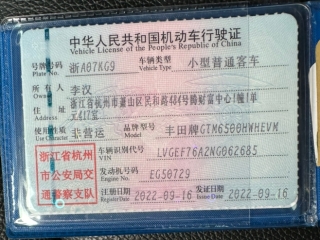 中华人民共和国机动车行驶证
Vehicle License of the People's Republic of China
号牌号码 浙A07KG9 车辆类型 小型普通客车
Plate No. Vehicle Type
所有人 李汉
住址 浙江省杭州市萧山区民和路484号腾财富中心1幢1单
元417室
使用性质 非营运 品牌型号 丰田牌GTM6500HWHEVM
Use Character Model
浙江省杭州
市公安局交
通警察支队
车辆识别代号 LVGEF76A2NG062685
VIN
发动机号码 EG50729
Engine No.
注册日期 2022-09-16 发证日期 2022-09-16
Register Date Issue Date